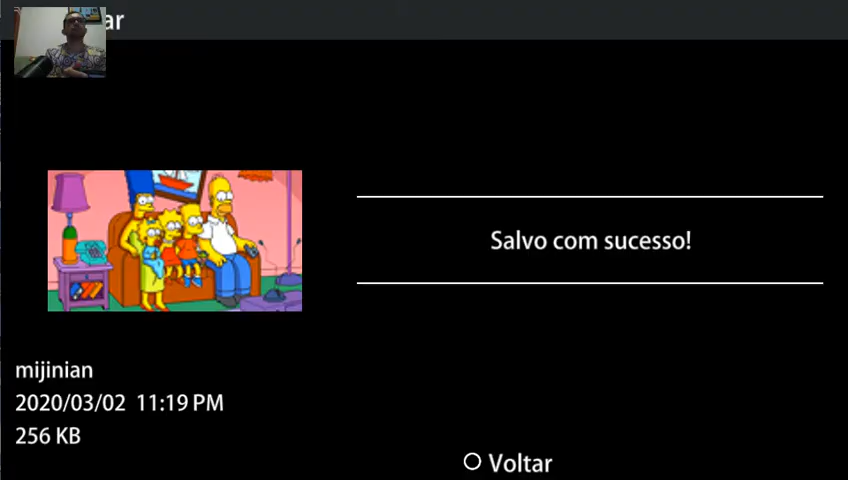 ar
Salvo com sucesso!
mijinian
2020/03/02 11:19 PM
256 KB
Voltar